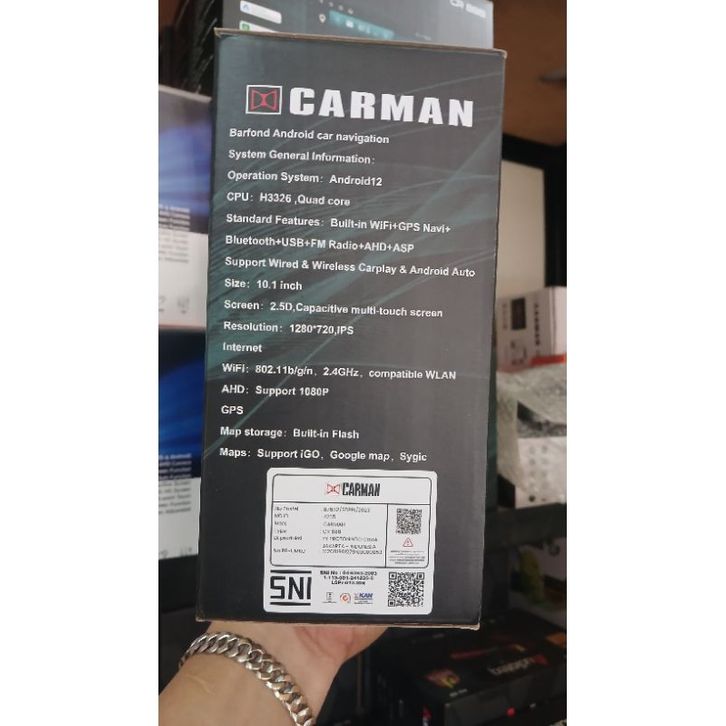 CARMAN
Barfond Android car navigation
System General Information:
Operation System: Android12
CPU: H3326 ,Quad core
Standard Features: Built-in WiFi+GPS Navi+
Bluetooth+USB+FM Radio+AHD+ASP
Support Wired & Wireless Carplay & Android Auto
Size: 10.1 inch
Screen: 2.5D,Capacitive multi-touch screen
Resolution: 1280*720,IPS
Internet
WiFi: 802.11b/g/n, 2.4GHz, compatible WLAN
AHD: Support 1080P
GPS
Map storage: Built-in Flash
Maps: Support iGO、Google map、Sygic
CARMAN
SNI
KAN